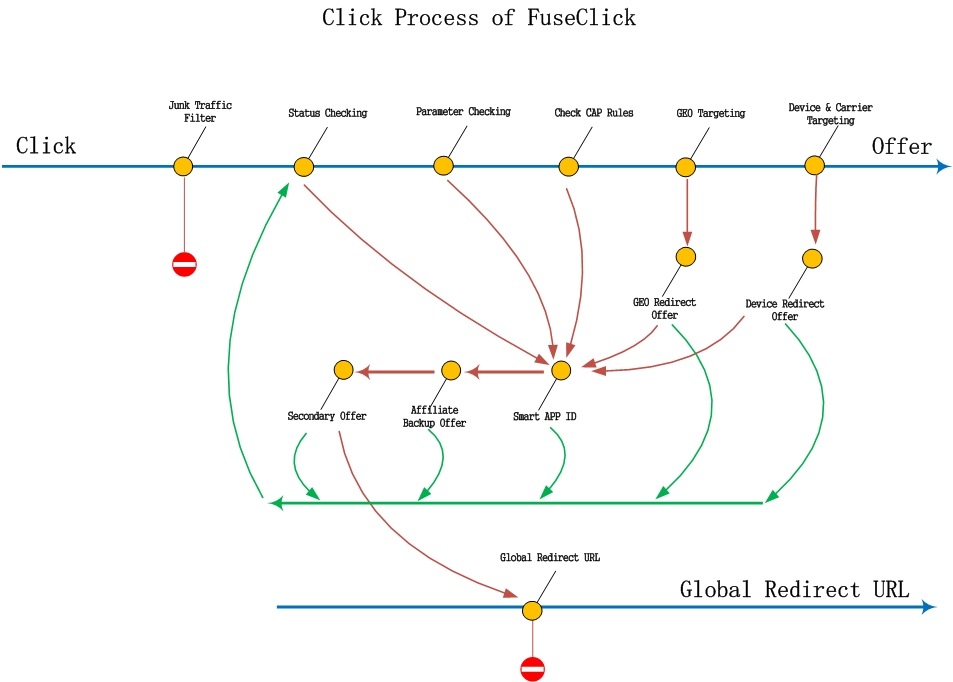 Click Process of FuseClick
Junk Traffic
Filter
Status Checking
Parameter Checking
Check CAP Rules
GEO Targeting
Device & Carrier
Targeting
Click
Offer
GEO Redirect
Offer
Device Redirect
Offer
Secondary Offer
Affiliate
Backup Offer
Smart APP ID
Global Redirect URL
Global Redirect URL